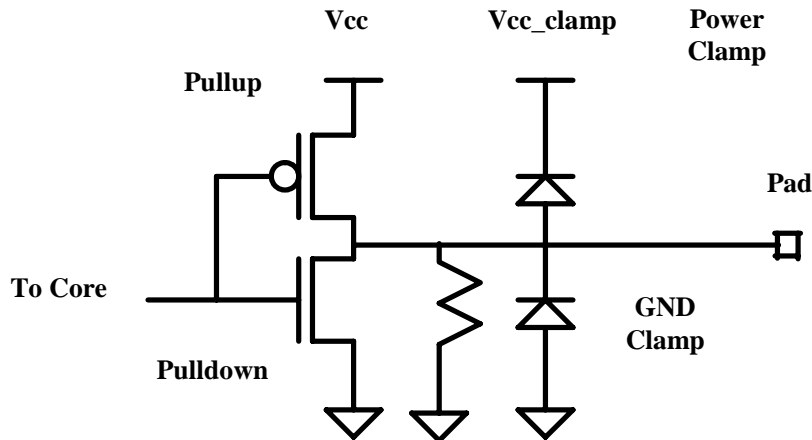 Vcc
Vcc_clamp
Power
Clamp
Pullup
Pad
To Core
GND
Clamp
Pulldown